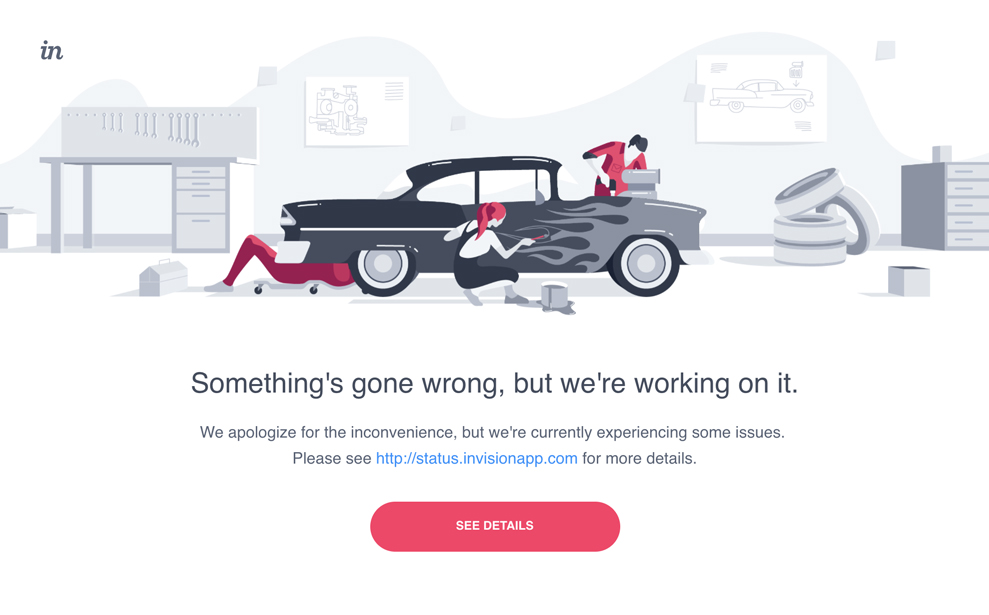 in
Something's gone wrong, but we're working on it.
We apologize for the inconvenience, but we're currently experiencing some issues.
Please see http://status.invisionapp.com for more details.
SEE DETAILS